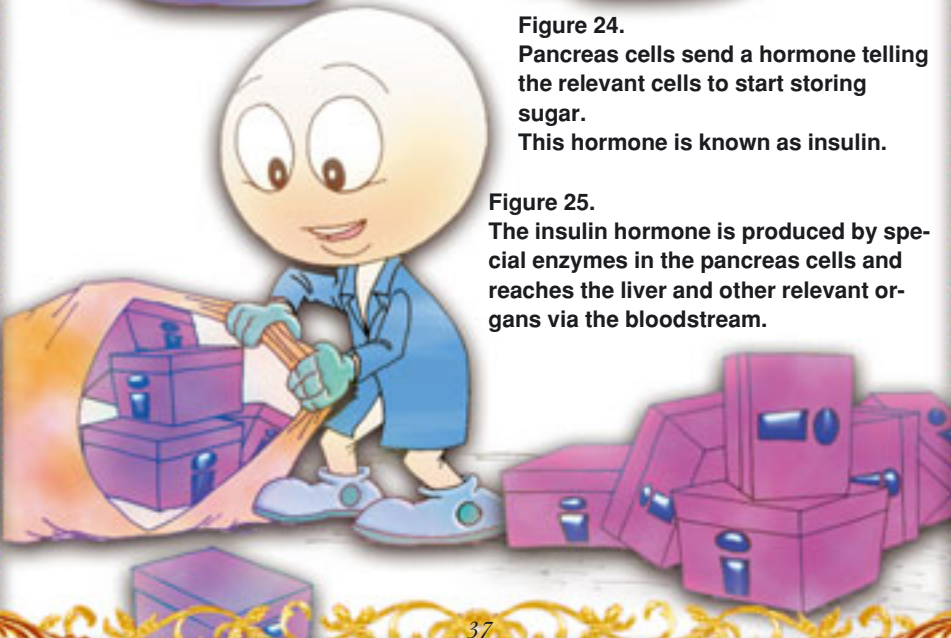 Figure 24.
Pancreas cells send a hormone telling
the relevant cells to start storing
sugar.
This hormone is known as insulin.
Figure 25.
The insulin hormone is produced by spe-
cial enzymes in the pancreas cells and
reaches the liver and other relevant or-
gans via the bloodstream.
i
i
i
i
i
i
i
i
37